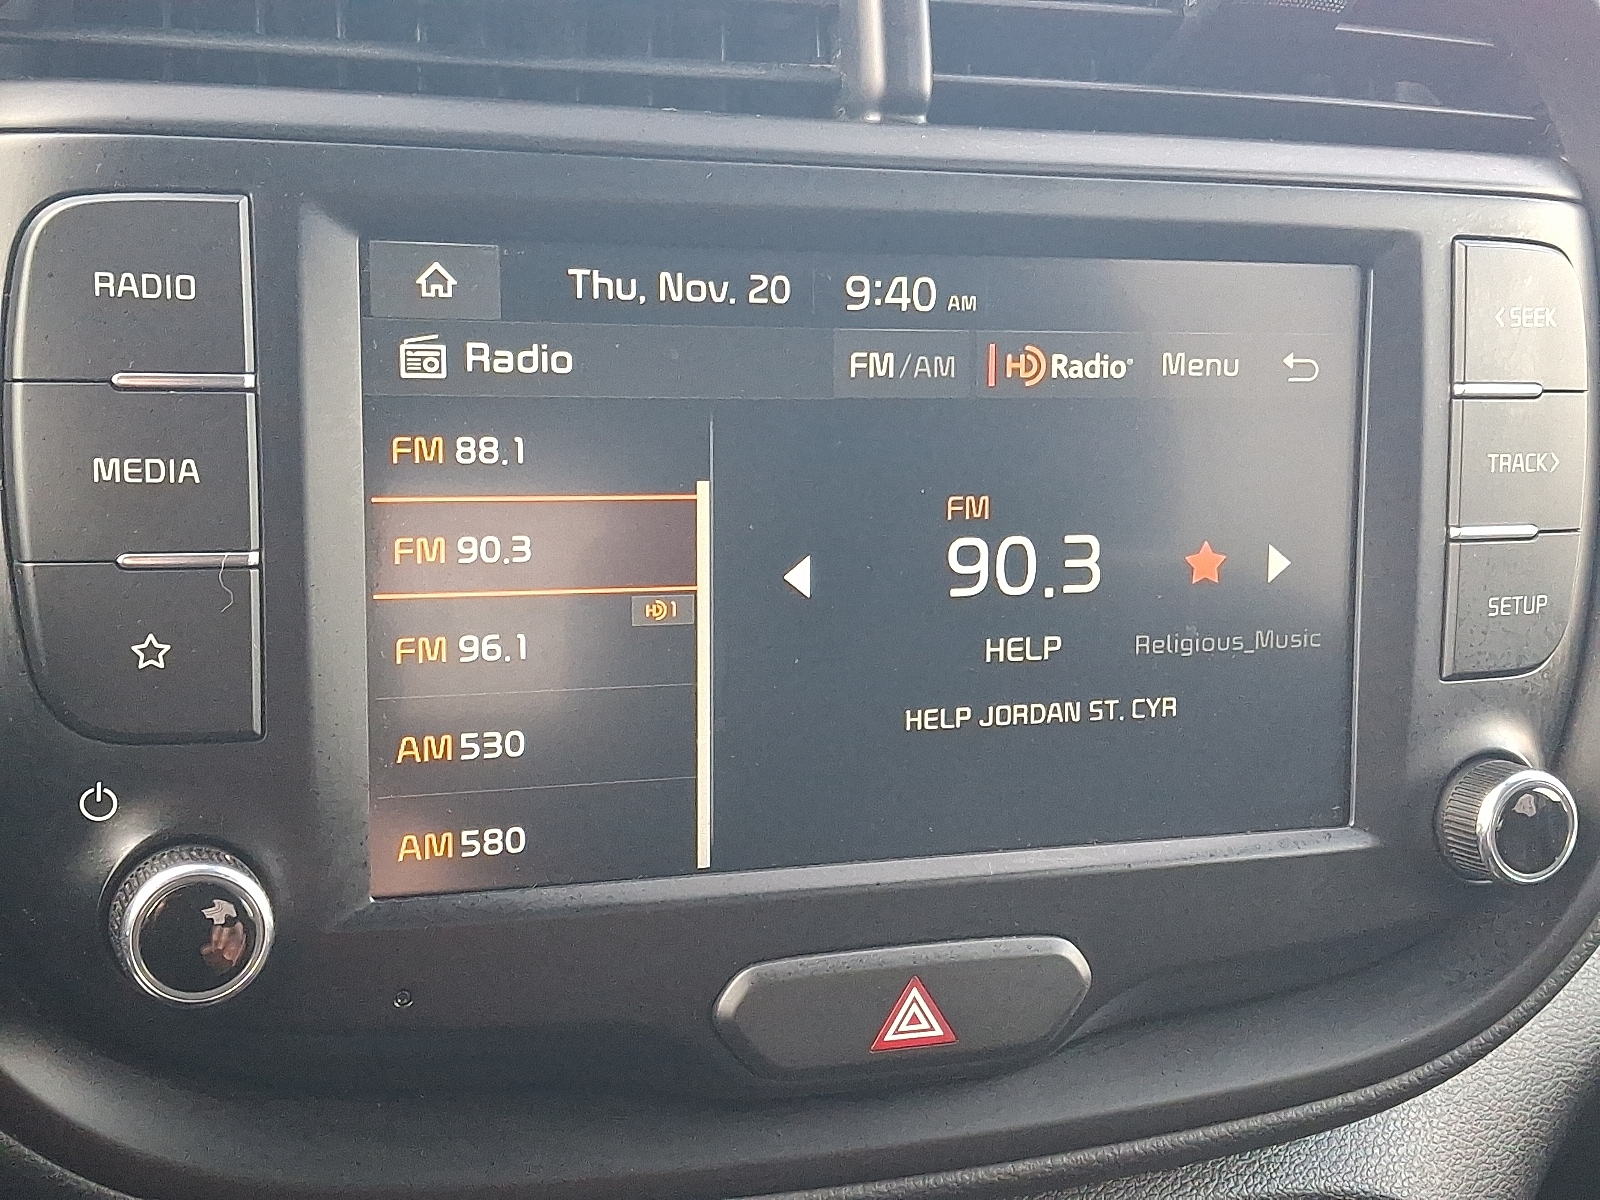 RADIO
MEDIA
Thu, Nov. 20 9:40 AM
Radio FM/AM HD Radio® Menu
FM 88.1
FM 90.3
HD 1
FM 96.1
AM 530
AM 580
FM
90.3
HELP Religious_Music
HELP JORDAN ST. CYR
< SEEK
TRACK >
SETUP